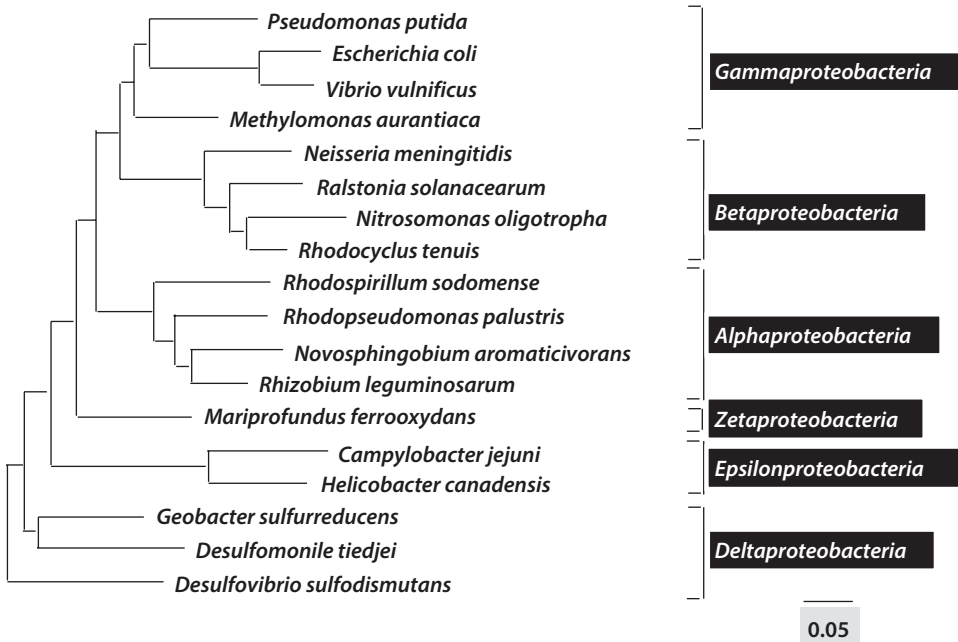 Pseudomonas putida
Escherichia coli
Gammaproteobacteria
Vibrio vulnificus
Methylomonas aurantiaca
Neisseria meningitidis
Ralstonia solanacearum
Betaproteobacteria
Nitrosomonas oligotropha
Rhodocyclus tenuis
Rhodospirillum sodomense
Rhodopseudomonas palustris
Alphaproteobacteria
Novosphingobium aromaticivorans
Rhizobium leguminosarum
Mariprofundus ferrooxydans
Zetaproteobacteria
Campylobacter jejuni
Epsilonproteobacteria
Helicobacter canadensis
Geobacter sulfurreducens
Desulfomonile tiedjei
Deltaproteobacteria
Desulfovibrio sulfodismutans
0.05